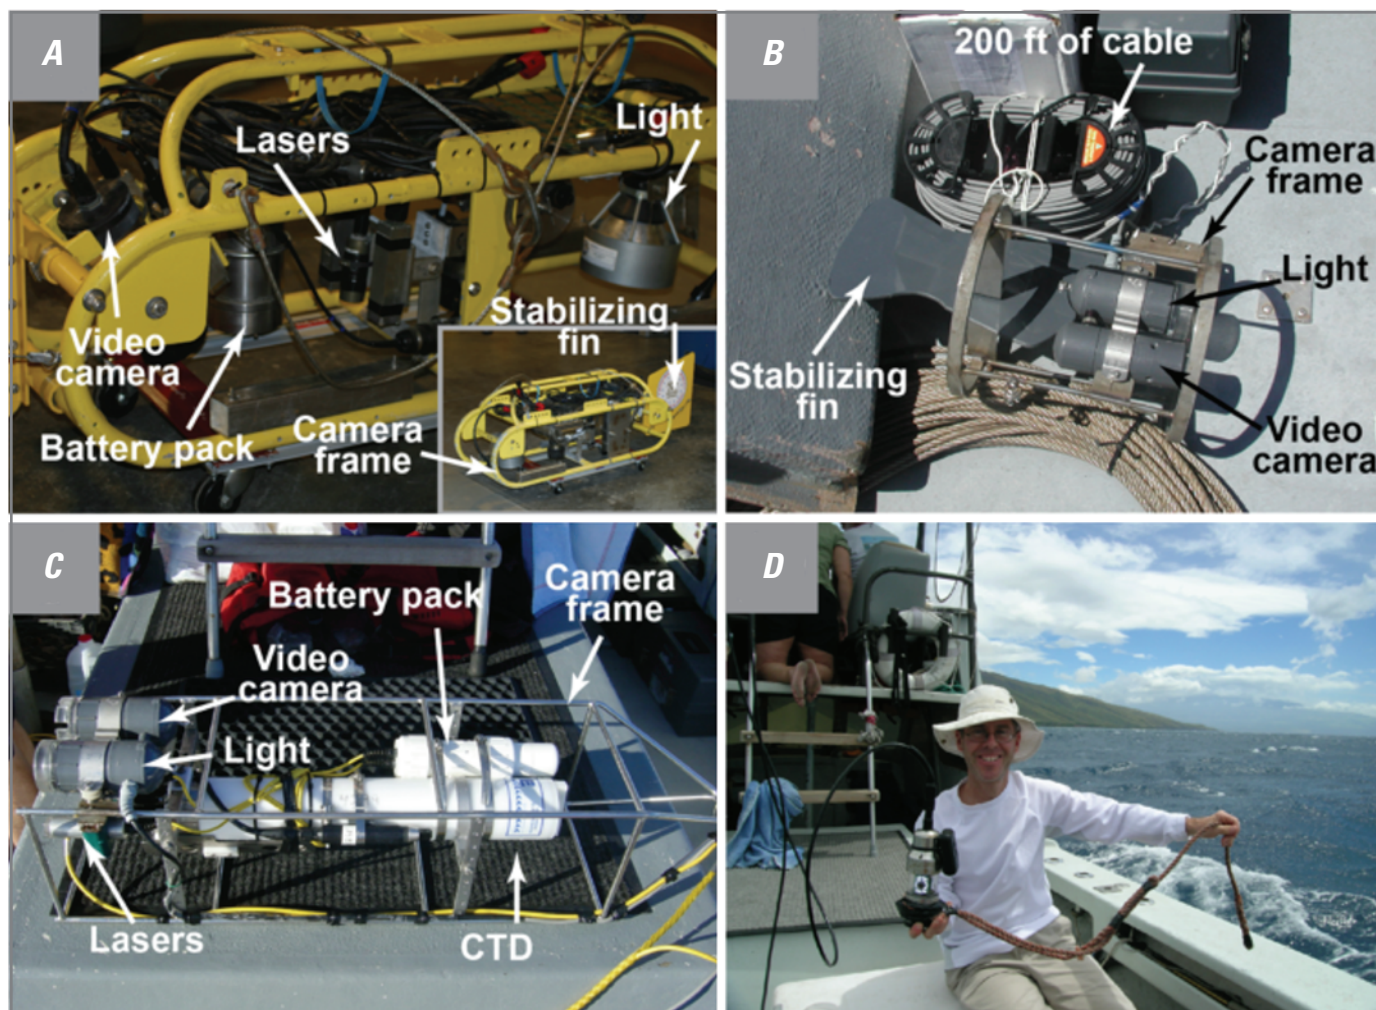 A
Lasers
Light
Video
camera
Battery pack
Stabilizing
fin
Camera
frame
B
200 ft of cable
Camera
frame
Light
Stabilizing
fin
Video
camera
C
Battery pack
Camera
frame
Video
camera
Light
Lasers
CTD
D